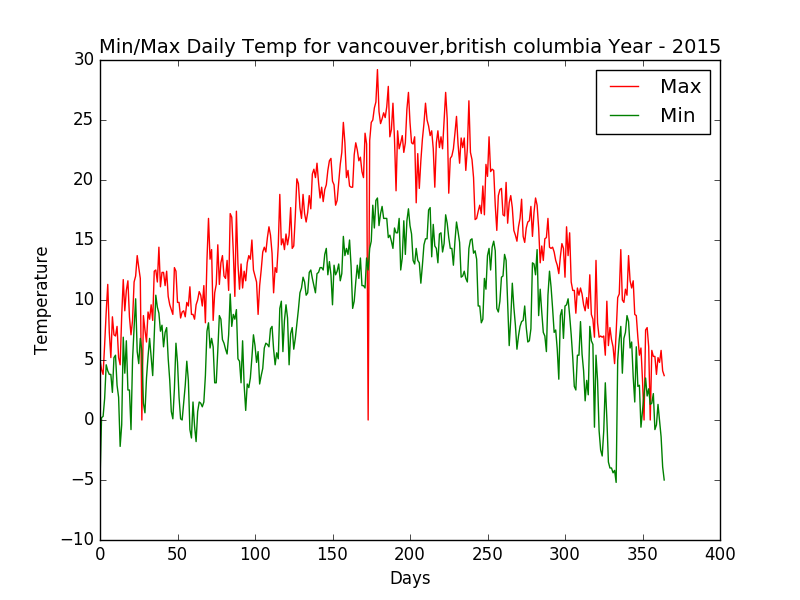 Min/Max Daily Temp for vancouver,british columbia Year - 2015
Max
Min
30
25
20
15
10
5
0
−5
−10
Temperature
0 50 100 150 200 250 300 350 400
Days